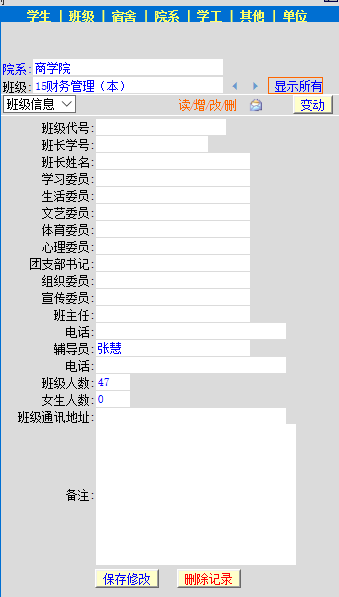 学生 | 班级 | 宿舍 | 院系 | 学工 | 其他 | 单位
院系: 商学院
班级: 15财务管理（本） 显示所有
班级信息 读/增/改/删 变动
班级代号:
班长学号:
班长姓名:
学习委员:
生活委员:
文艺委员:
体育委员:
心理委员:
团支部书记:
组织委员:
宣传委员:
班主任:
电话:
辅导员: 张慧
电话:
班级人数: 47
女生人数: 0
班级通讯地址:
备注:
保存修改 删除记录